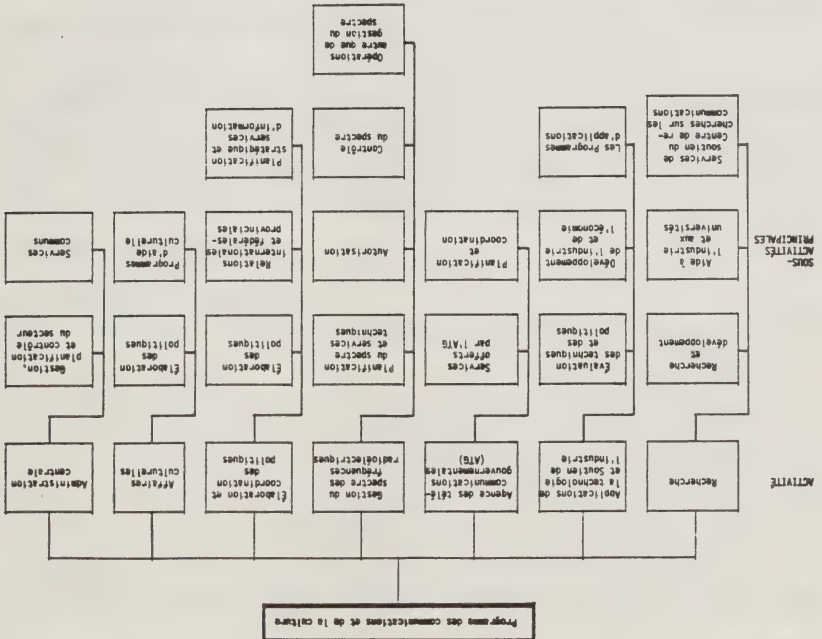 Programme des communications et de la culture
ACTIVITÉ
Recherche
Applications de
la technologie
et Soutien de
l'industrie
Agence des télé-
communications
gouvernementales
(ATG)
Gestion du
spectre des
fréquences
radioélectriques
Élaboration et
coordination
des
politiques
Affaires
culturelles
Administration
centrale
SOUS-
ACTIVITÉS
PRINCIPALES
Recherche
et
développement
Évaluation
des techniques
et des
politiques
Services
offerts
par l'ATG
Planification
du spectre et
services
techniques
Élaboration
des
politiques
Élaboration
des
politiques
Gestion,
planification
et contrôle
du secteur
Aide à
l'industrie
et aux
universités
Développement
de l'industrie
et de
l'économie
Planification
et
coordination
Autorisation
Relations
internationales
et fédérales-
provinciales
Programmes
d'aide
culturelle
Services
communs
Services de
soutien du
Centre de re-
cherches sur les
communications
Les Programmes
d'applications
Contrôle
du spectre
Planification
stratégique et
services
d'information
Opérations
autre que de
gestion du
spectre